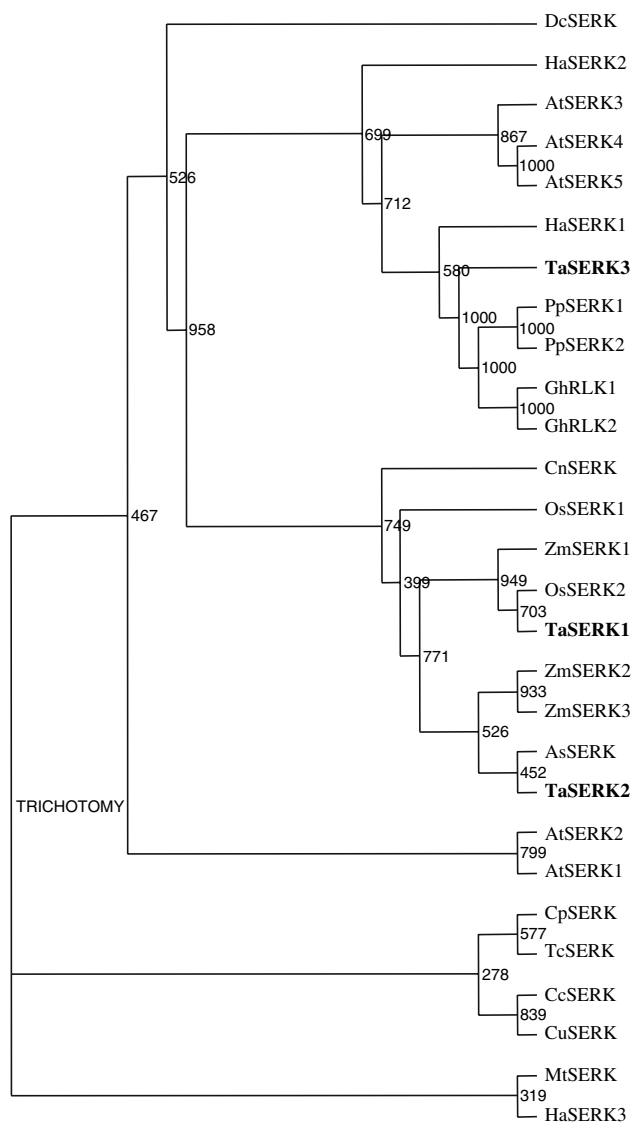 DcSERK
HaSERK2
AtSERK3
699
867
AtSERK4
1000
526
AtSERK5
712
HaSERK1
580
TaSERK3
PpSERK1
1000
1000
958
PpSERK2
1000
GhRLK1
1000
GhRLK2
CnSERK
467
OsSERK1
749
ZmSERK1
949
399
OsSERK2
703
TaSERK1
771
ZmSERK2
933
ZmSERK3
526
AsSERK
452
TaSERK2
TRICHOTOMY
AtSERK2
799
AtSERK1
CpSERK
577
TcSERK
278
CcSERK
839
CuSERK
MtSERK
319
HaSERK3